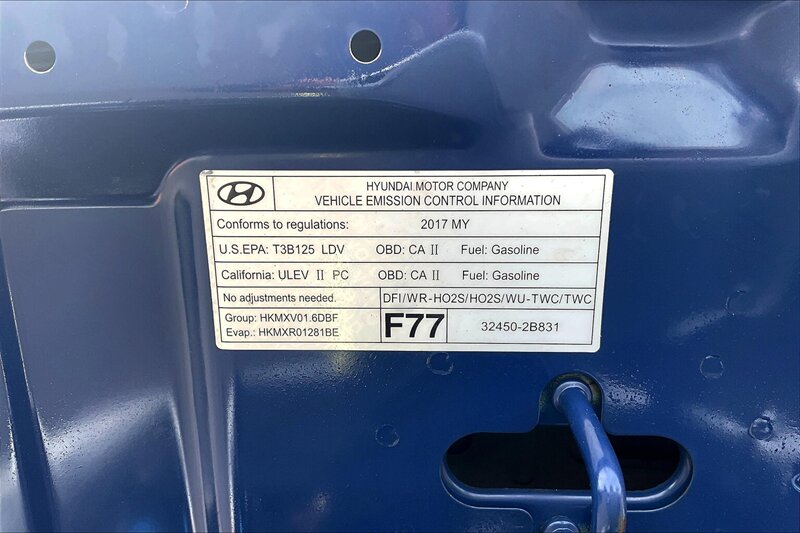 HYUNDAI MOTOR COMPANY
VEHICLE EMISSION CONTROL INFORMATION
Conforms to regulations: 2017 MY
U.S.EPA: T3B125 LDV OBD: CA II Fuel: Gasoline
California: ULEV II PC OBD: CA II Fuel: Gasoline
No adjustments needed. DFI/WR-HO2S/HO2S/WU-TWC/TWC
Group: HKMXV01.6DBF
Evap.: HKMXR01281BE
F77 32450-2B831